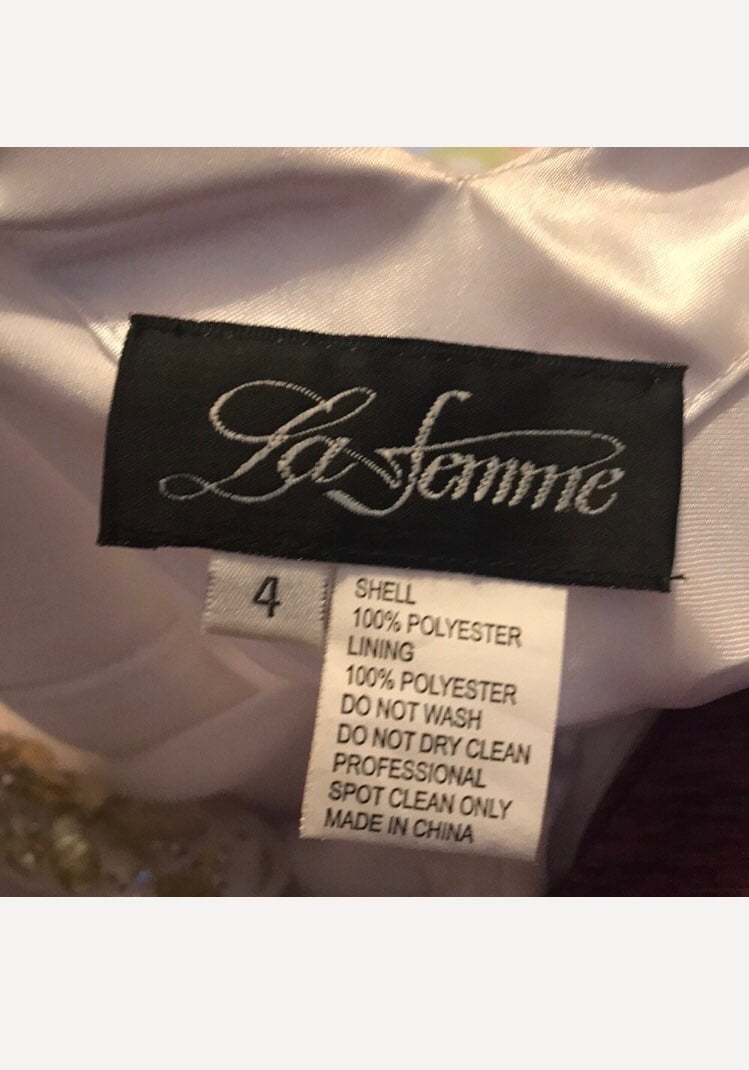 La Femme
4
SHELL
100% POLYESTER
LINING
100% POLYESTER
DO NOT WASH
DO NOT DRY CLEAN
PROFESSIONAL
SPOT CLEAN ONLY
MADE IN CHINA